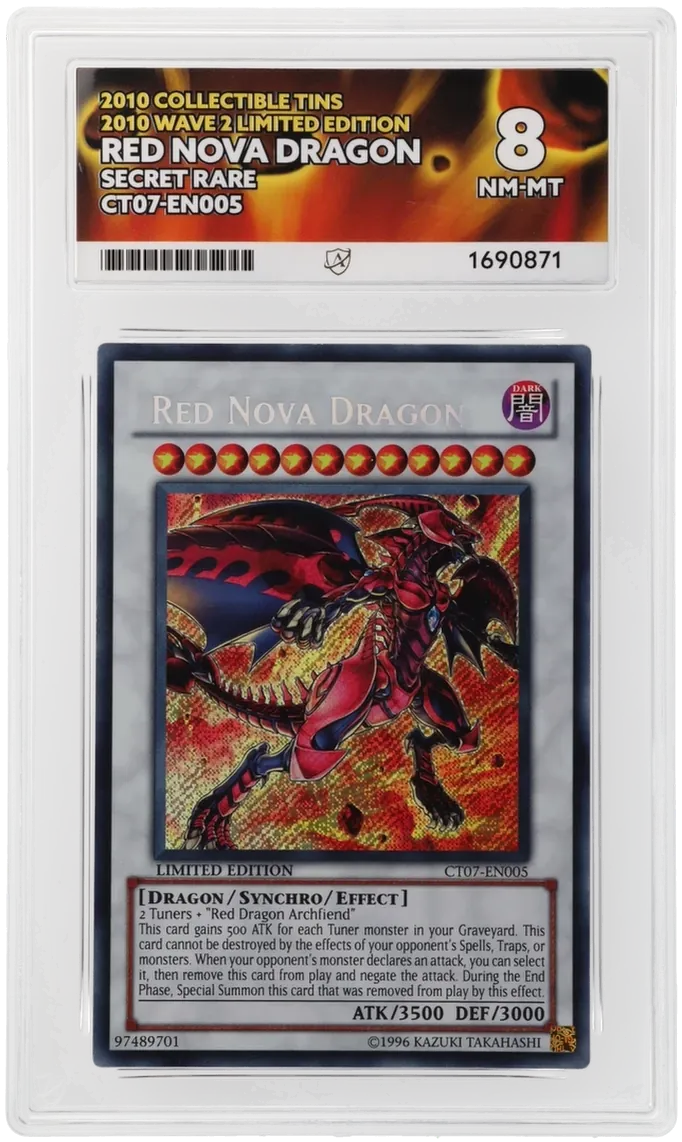 2010 COLLECTIBLE TINS
2010 WAVE 2 LIMITED EDITION
RED NOVA DRAGON
SECRET RARE
CT07-EN005
8
NM-MT
1690871
RED NOVA DRAGON
DARK
闇
LIMITED EDITION
CT07-EN005
[DRAGON/SYNCHRO/EFFECT]
2 Tuners + "Red Dragon Archfiend"
This card gains 500 ATK for each Tuner monster in your Graveyard. This
card cannot be destroyed by the effects of your opponent's Spells, Traps, or
monsters. When your opponent's monster declares an attack, you can select
it, then remove this card from play and negate the attack. During the End
Phase, Special Summon this card that was removed from play by this effect.
ATK/3500 DEF/3000
97489701
©1996 KAZUKI TAKAHASHI